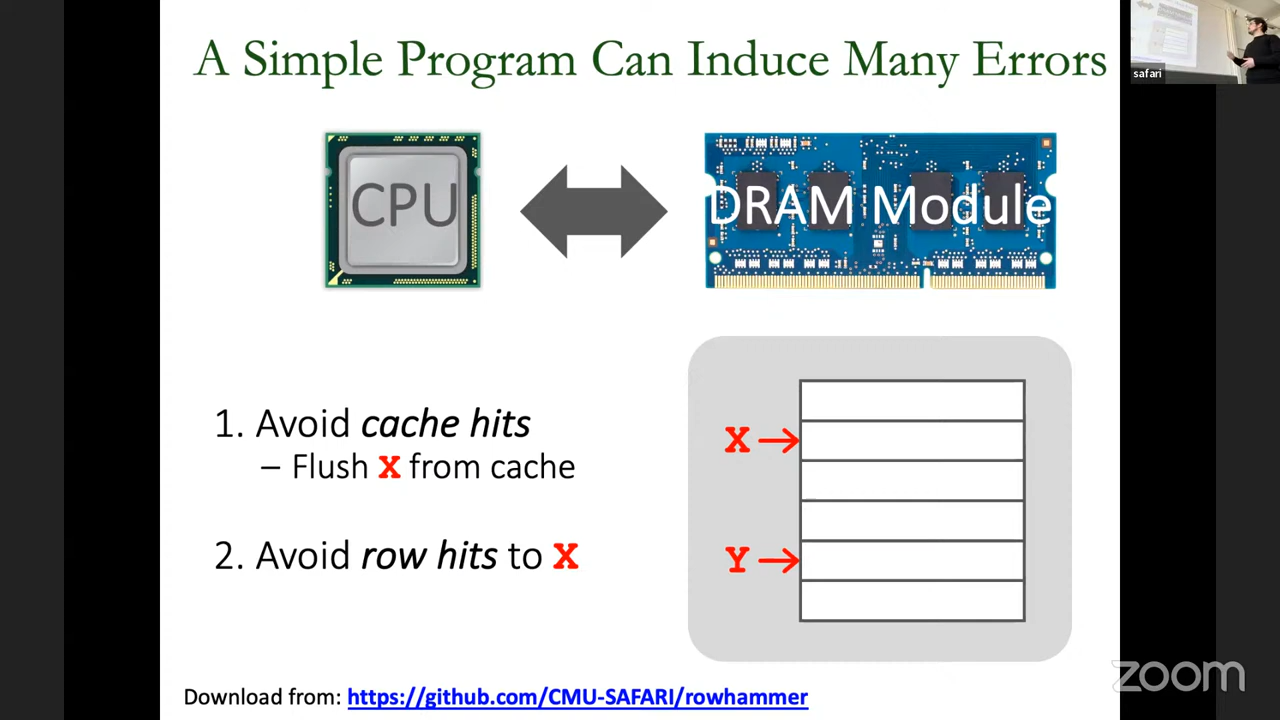 A Simple Program Can Induce Many Errors
safari
CPU
DRAM Module
1. Avoid cache hits
– Flush X from cache
2. Avoid row hits to X
X
Y
Download from: https://github.com/CMU-SAFARI/rowhammer
zoom